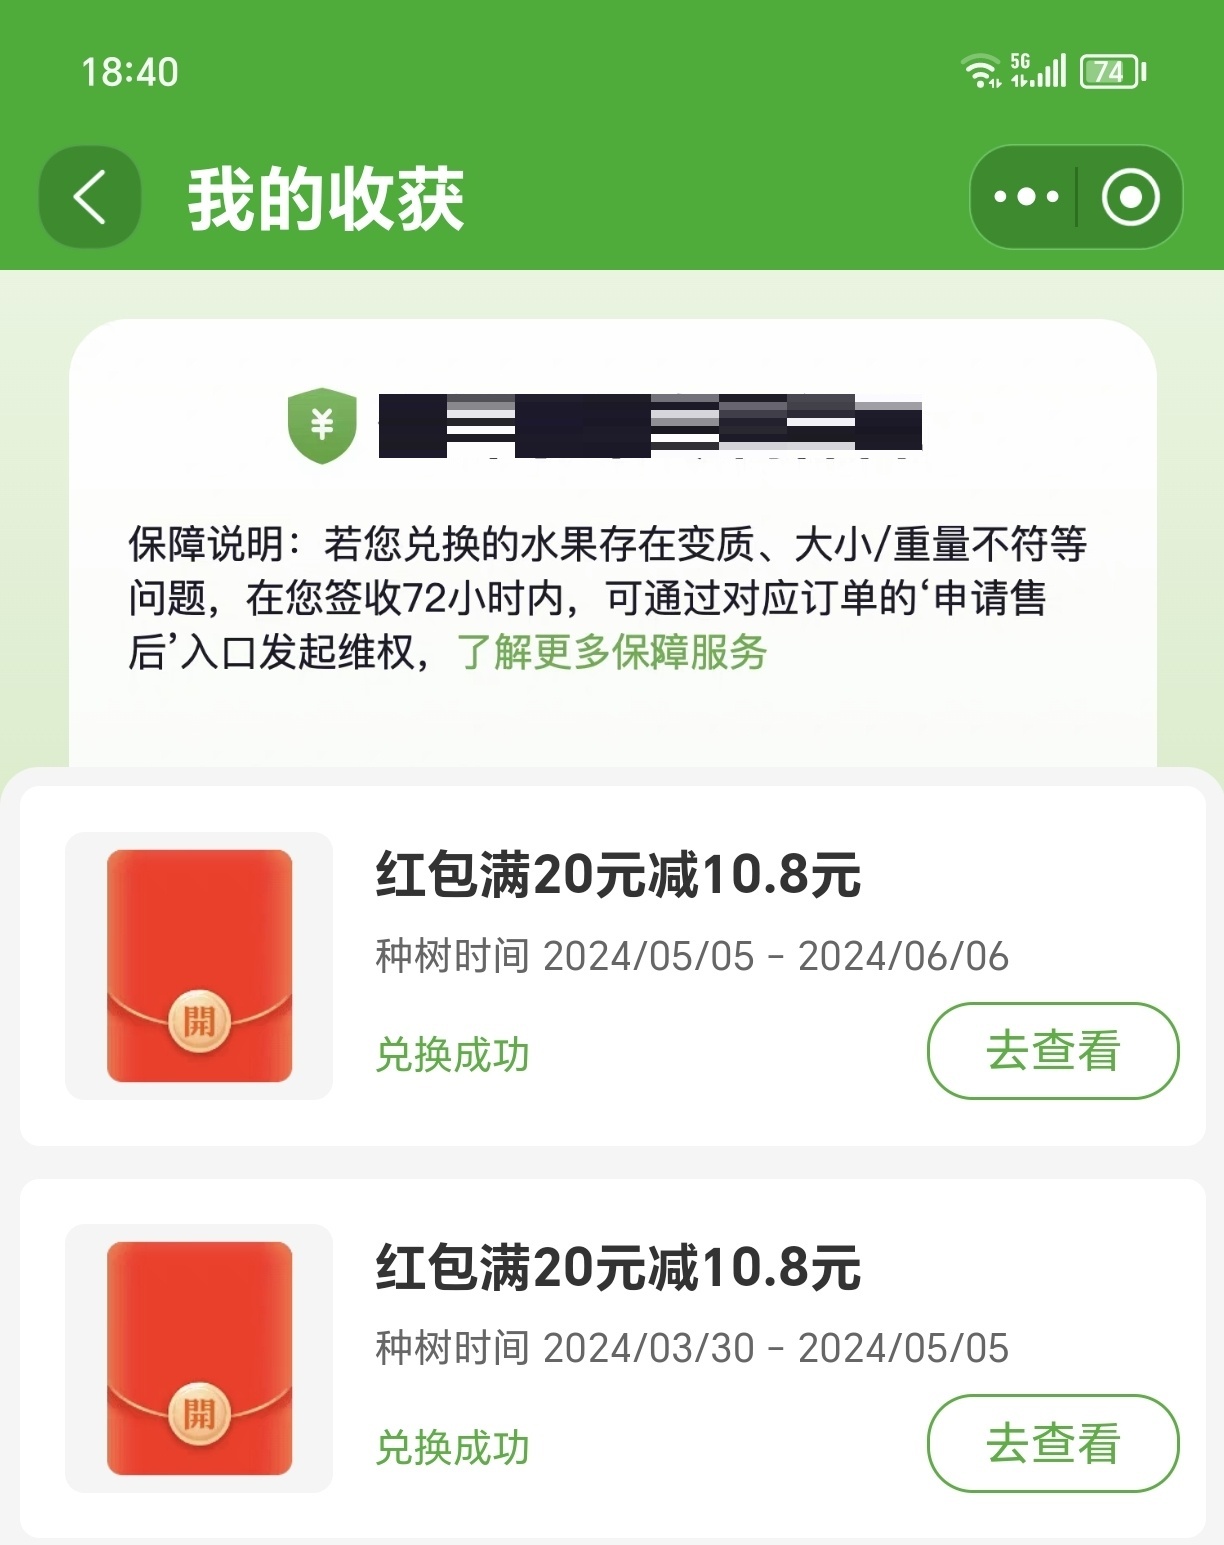 18:40
5G
74
我的收获
¥
保障说明：若您兑换的水果存在变质、大小/重量不符等
问题，在您签收72小时内，可通过对应订单的‘申请售
后’入口发起维权，了解更多保障服务
红包满20元减10.8元
種树时间 2024/05/05 - 2024/06/06
開
兑换成功
去查看
红包满20元减10.8元
种树时间 2024/03/30 - 2024/05/05
開
兑换成功
去查看